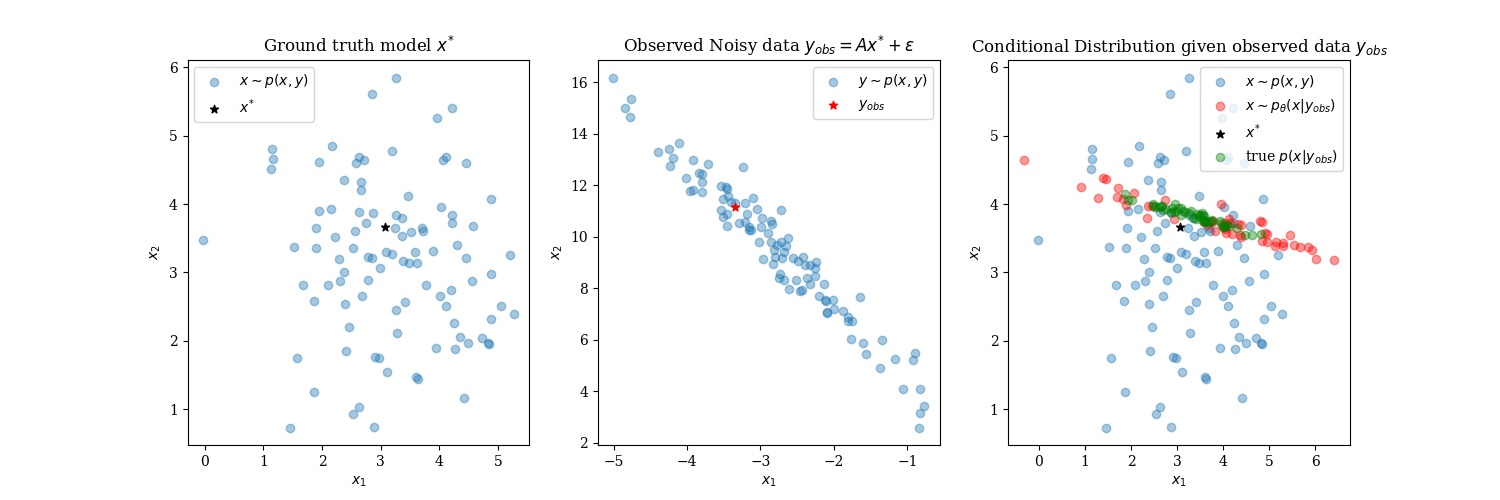 Ground truth model x*
x ~ p(x, y)
x*
6
5
4
3
2
1
x₂
0 1 2 3 4 5
x₁
Observed Noisy data y_obs = Ax* + ε
y ~ p(x, y)
y_obs
16
14
12
10
8
6
4
2
x₂
−5 −4 −3 −2 −1
x₁
Conditional Distribution given observed data y_obs
x ~ p(x, y)
x ~ p_θ(x|y_obs)
x*
true p(x|y_obs)
6
5
4
3
2
1
x₂
0 1 2 3 4 5 6
x₁